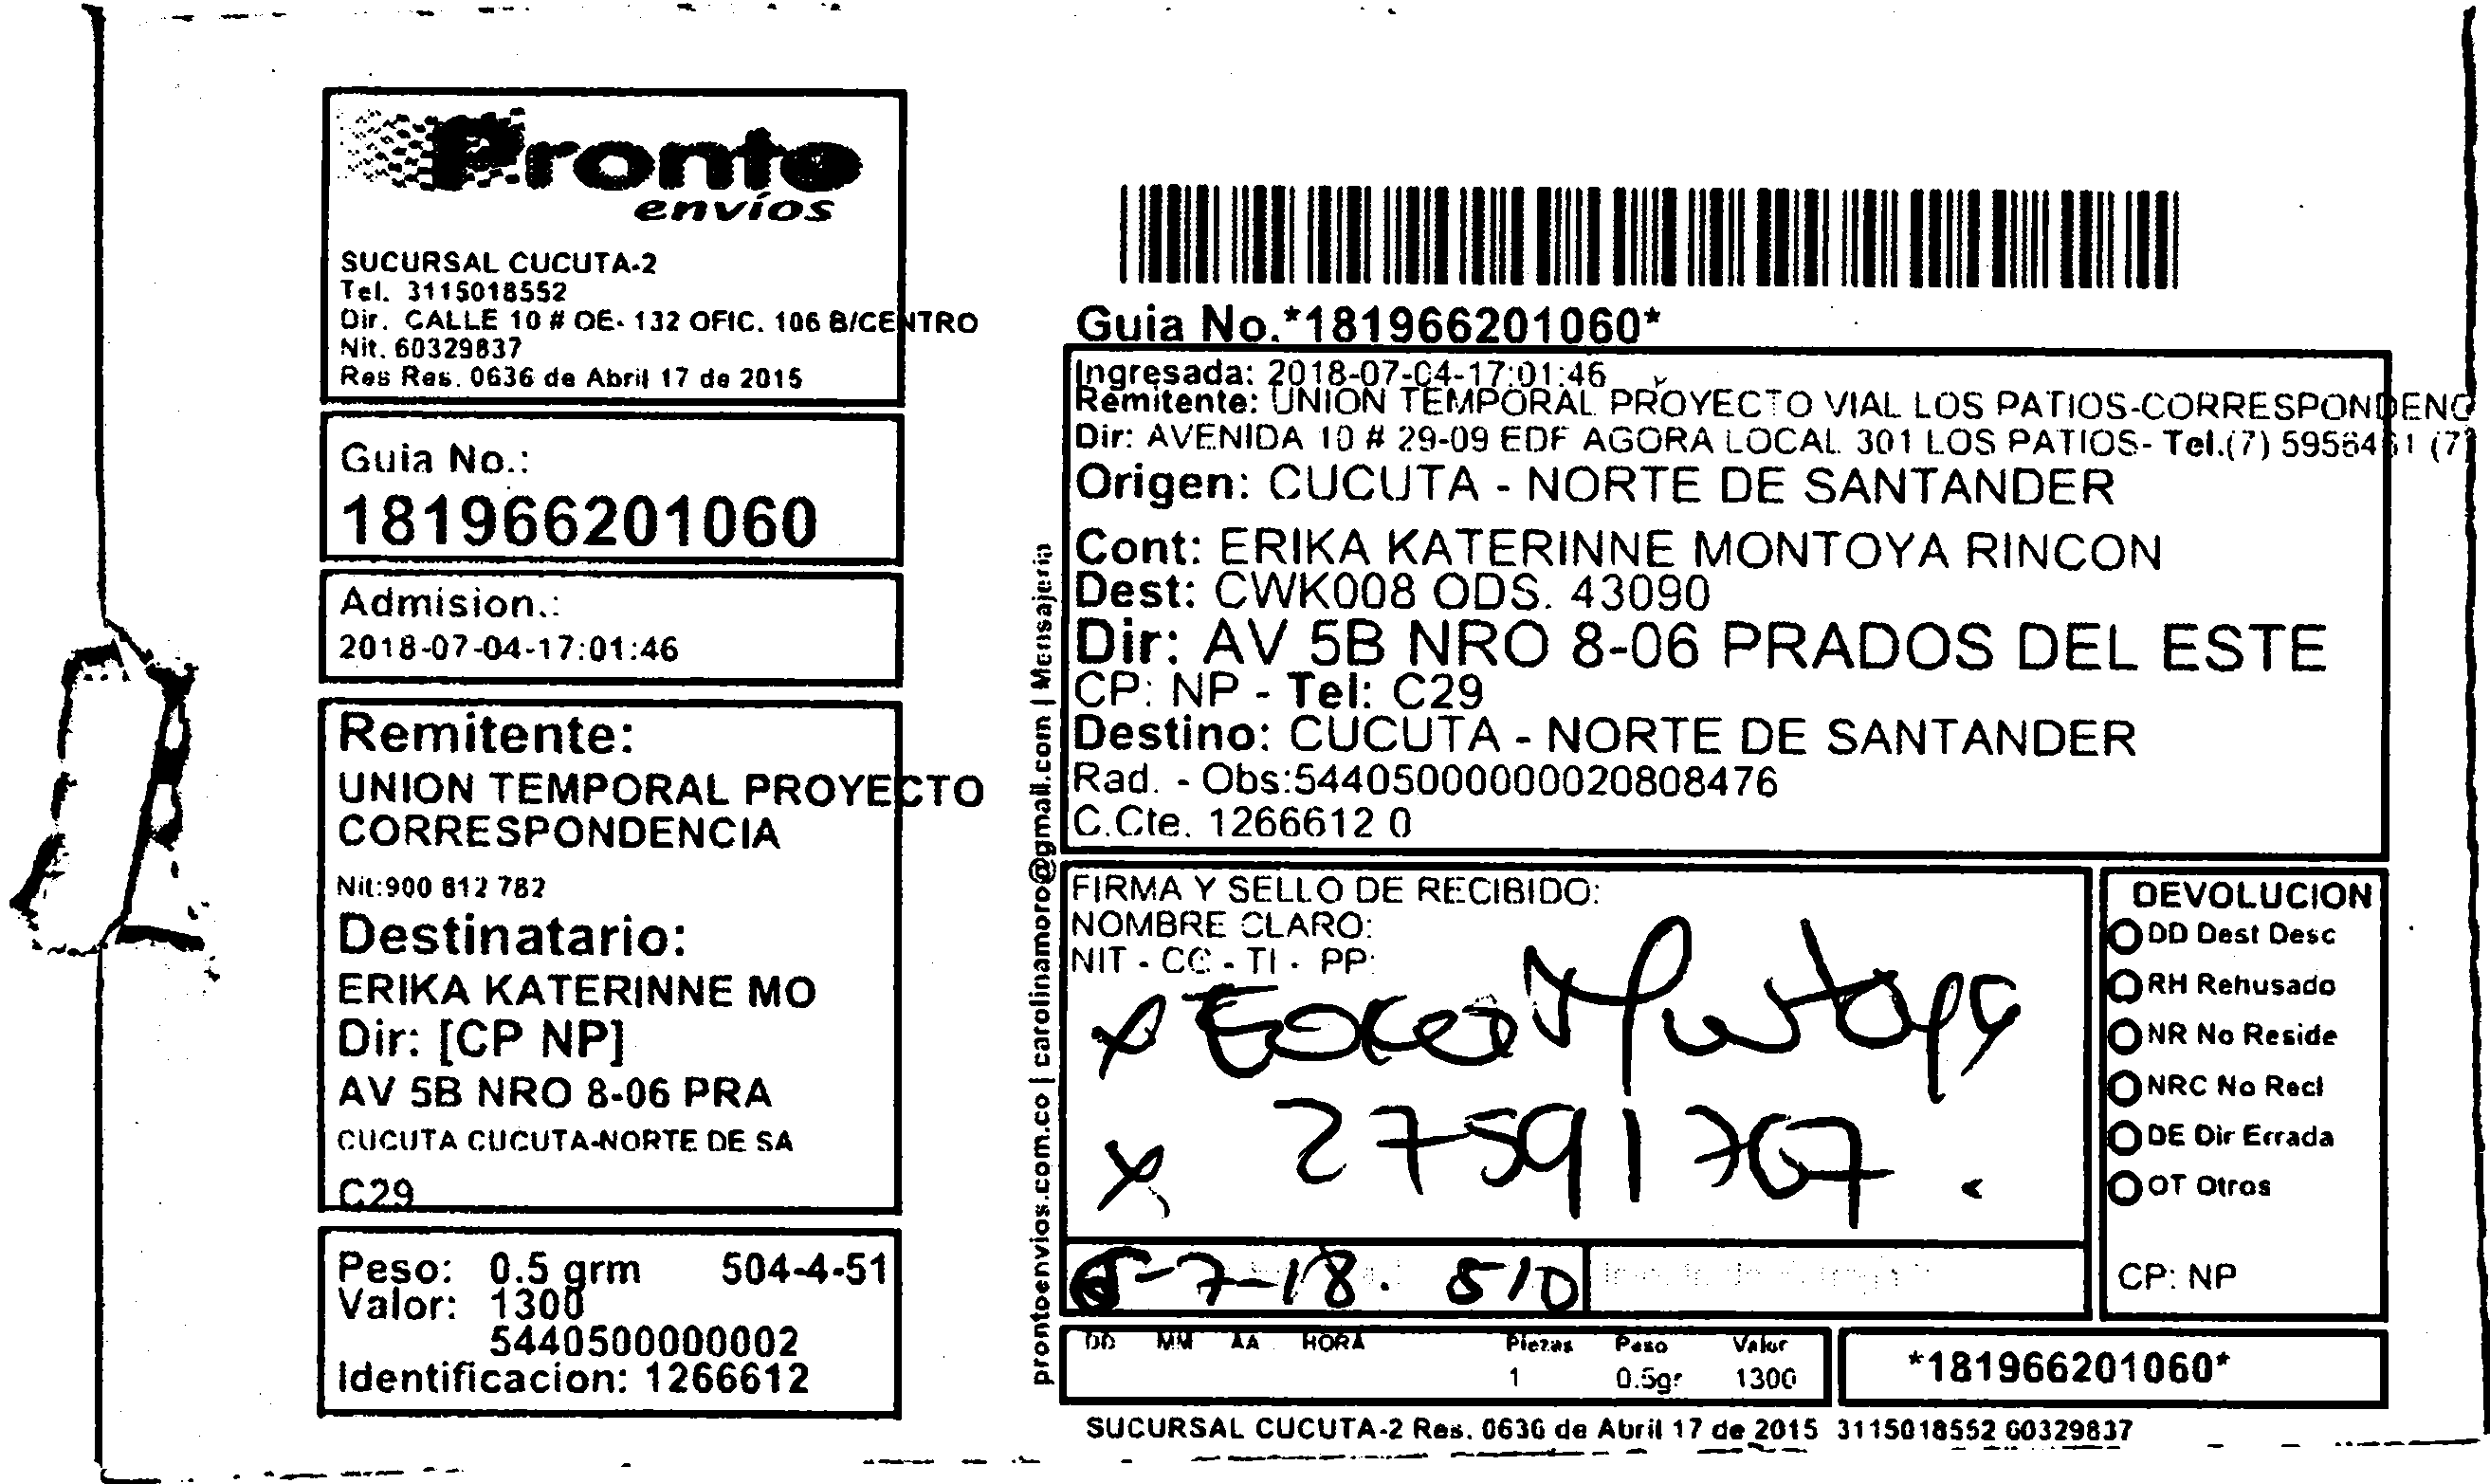 Pronto
envíos
SUCURSAL CUCUTA-2
Tel. 3115018552
Dir. CALLE 10 # OE- 132 OFIC. 106 B/CENTRO
Nit. 60329837
Res Res. 0636 de Abril 17 de 2015
Guia No.:
181966201060
Admision.:
2018-07-04-17:01:46
Remitente:
UNION TEMPORAL PROYECTO
CORRESPONDENCIA
Nit:900 612 782
Destinatario:
ERIKA KATERINNE MO
Dir: [CP NP]
AV 5B NRO 8-06 PRA
CUCUTA CUCUTA-NORTE DE SA
C29
Peso: 0.5 grm 504-4-51
Valor: 1300
5440500000002
Identificacion: 1266612
prontoenvios.com.co | carolinamoro@gmail.com | Mensajeria
Guia No.*181966201060*
Ingresada: 2018-07-04-17:01:46
Remitente: UNION TEMPORAL PROYECTO VIAL LOS PATIOS-CORRESPONDENC
Dir: AVENIDA 10 # 29-09 EDF AGORA LOCAL 301 LOS PATIOS- Tel.(7) 5956461 (7)
Origen: CUCUTA - NORTE DE SANTANDER
Cont: ERIKA KATERINNE MONTOYA RINCON
Dest: CWK008 ODS. 43090
Dir: AV 5B NRO 8-06 PRADOS DEL ESTE
CP: NP - Tel: C29
Destino: CUCUTA - NORTE DE SANTANDER
Rad. - Obs:544050000000020808476
C.Cte. 1266612 0
FIRMA Y SELLO DE RECIBIDO:
NOMBRE CLARO:
NIT - CC - TI - PP:
x Erika Montoya
x 27591767
-7-18. 510
DEVOLUCION
DD Dest Desc
RH Rehusado
NR No Reside
NRC No Recl
DE Dir Errada
OT Otros
CP: NP
DD MM AA HORA Piezas Peso Valor
1 0.5gr 1300
*181966201060*
SUCURSAL CUCUTA-2 Res. 0636 de Abril 17 de 2015 3115018552 60329837